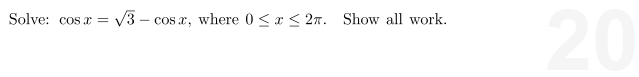 Solve: cos x = √3 − cos x, where 0 ≤ x ≤ 2π. Show all work.
20